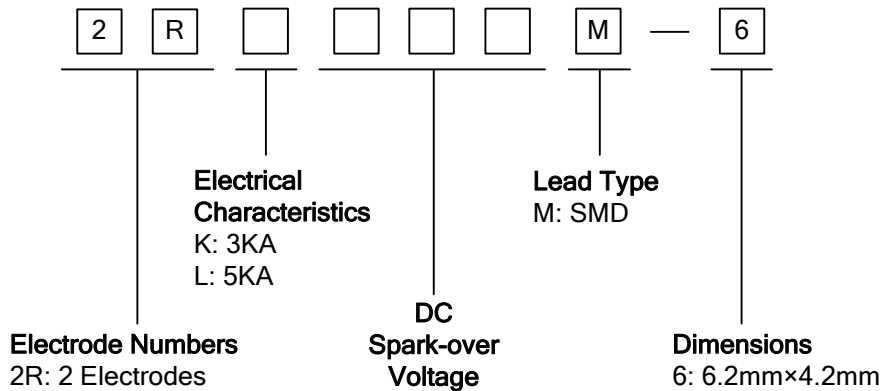 2 R M — 6
Electrical
Characteristics
K: 3KA
L: 5KA
Lead Type
M: SMD
Electrode Numbers
2R: 2 Electrodes
DC
Spark-over
Voltage
Dimensions
6: 6.2mm×4.2mm